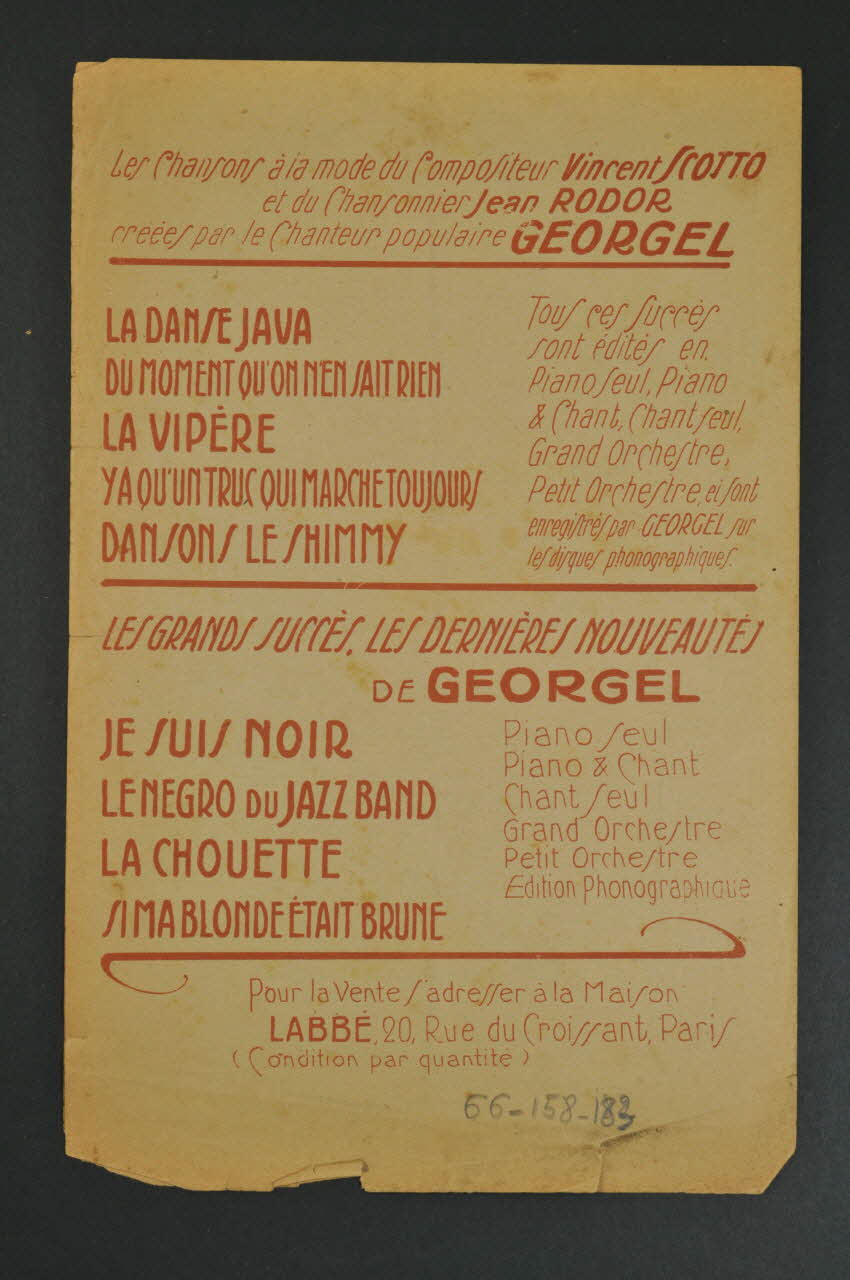 Les Chansons à la mode du Compositeur Vincent SCOTTO
et du Chansonnier Jean RODOR
créées par le Chanteur populaire GEORGEL
LA DANSE JAVA
DU MOMENT QU'ON N'EN SAIT RIEN
LA VIPÈRE
Y A QU'UN TRUC QUI MARCHE TOUJOURS
DANSONS LE SHIMMY
Tous ces Succès
sont édités en.
Piano Seul, Piano
& Chant, Chant seul,
Grand Orchestre,
Petit Orchestre, et sont
enregistrés par GEORGEL sur
les disques phonographiques.
LES GRANDS SUCCÈS, LES DERNIÈRES NOUVEAUTÉS
DE GEORGEL
JE SUIS NOIR
LE NEGRO DU JAZZ BAND
LA CHOUETTE
SI MA BLONDE ÉTAIT BRUNE
Piano Seul
Piano & Chant
Chant Seul
Grand Orchestre
Petit Orchestre
Edition Phonographique
Pour la Vente S'adresser à la Maison
LABBÉ, 20, Rue du Croissant, Paris
(Condition par quantité)
66-158-183